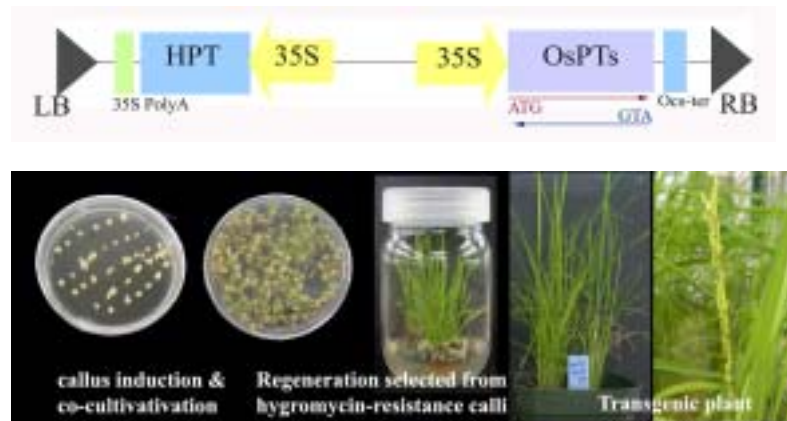 HPT 35S 35S OsPTs
LB 35S PolyA ATG GTA Ocs-ter RB
callus induction &
co-cultivativation
Regeneration selected from
hygromycin-resistance calli
Transgenic plant